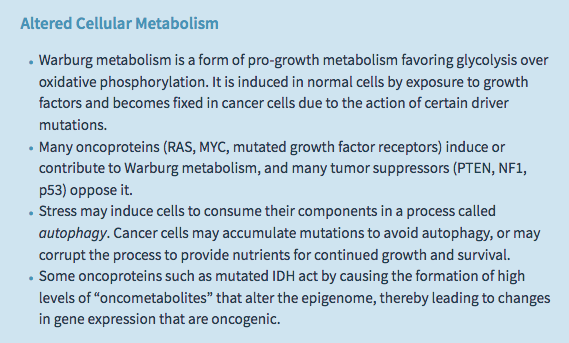 Altered Cellular Metabolism
• Warburg metabolism is a form of pro-growth metabolism favoring glycolysis over
oxidative phosphorylation. It is induced in normal cells by exposure to growth
factors and becomes fixed in cancer cells due to the action of certain driver
mutations.
• Many oncoproteins (RAS, MYC, mutated growth factor receptors) induce or
contribute to Warburg metabolism, and many tumor suppressors (PTEN, NF1,
p53) oppose it.
• Stress may induce cells to consume their components in a process called
autophagy. Cancer cells may accumulate mutations to avoid autophagy, or may
corrupt the process to provide nutrients for continued growth and survival.
• Some oncoproteins such as mutated IDH act by causing the formation of high
levels of “oncometabolites” that alter the epigenome, thereby leading to changes
in gene expression that are oncogenic.